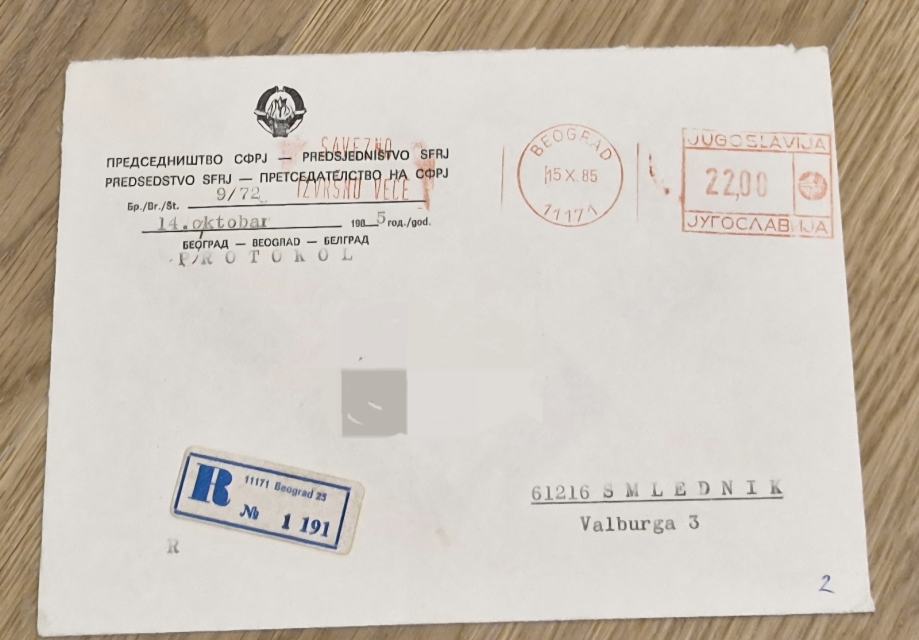 ПРЕДСЕДНИШТВО СФРЈ — PREDSJEDNIŠTVO SFRJ
PREDSEDSTVO SFRJ — ПРЕТСЕДАТЕЛСТВО НА СФРЈ
SAVEZNO
IZVRŠNO VEĆE
Бр./Br./Št. 9/72
14.oktobar 1985 год./god.
БЕОГРАД — BEOGRAD — БЕЛГРАД
PROTOKOL
BEOGRAD
15 X. 85
11171
JUGOSLAVIJA
22,00
ЈУГОСЛАВИЈА
R 11171 Beograd 25
№ 1 191
R
61216 SMLEDNIK
Valburga 3
2